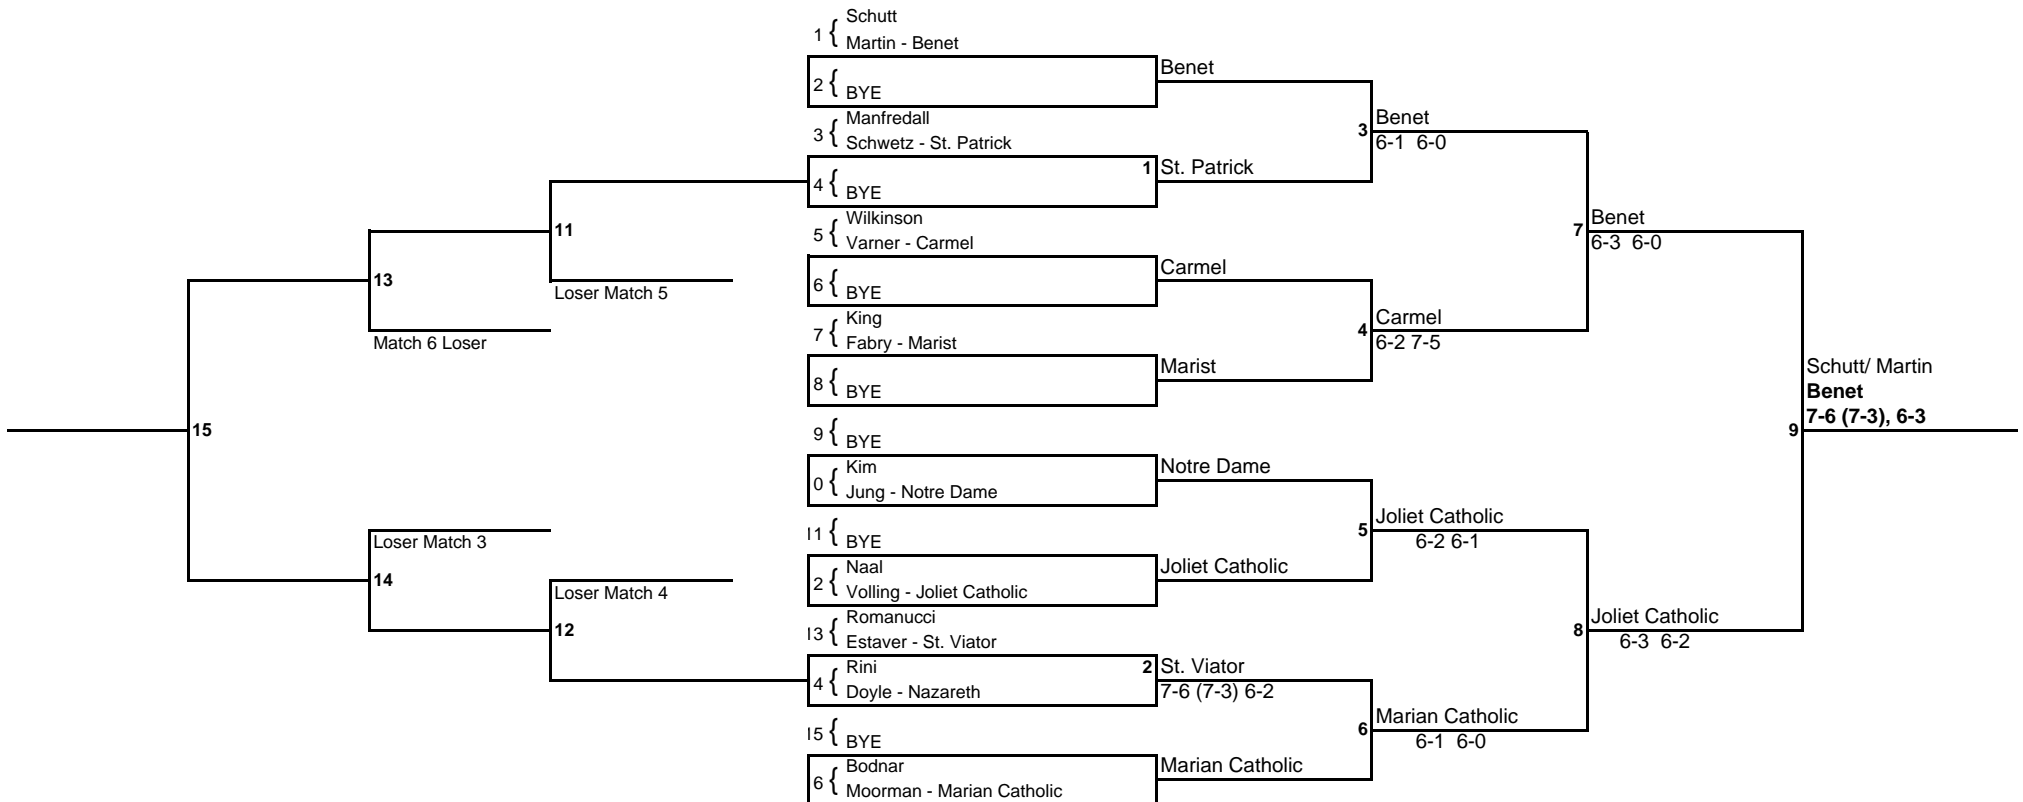 Schutt
1 {
Martin - Benet
Benet
2 {
BYE
Manfredall
3 {
Schwetz - St. Patrick
3
Benet
6-1 6-0
1
St. Patrick
4 {
BYE
Wilkinson
5 {
Varner - Carmel
11
7
Benet
6-3 6-0
Carmel
6 {
BYE
13
Loser Match 5
King
7 {
Fabry - Marist
4
Carmel
6-2 7-5
Match 6 Loser
Marist
8 {
BYE
Schutt/ Martin
Benet
7-6 (7-3), 6-3
15
9 {
BYE
9
Kim
0 {
Jung - Notre Dame
Notre Dame
11 {
BYE
5
Joliet Catholic
6-2 6-1
Loser Match 3
14
Naal
2 {
Volling - Joliet Catholic
Joliet Catholic
Loser Match 4
12
Romanucci
13 {
Estaver - St. Viator
8
Joliet Catholic
6-3 6-2
Rini
4 {
Doyle - Nazareth
2
St. Viator
7-6 (7-3) 6-2
15 {
BYE
6
Marian Catholic
6-1 6-0
Bodnar
6 {
Moorman - Marian Catholic
Marian Catholic